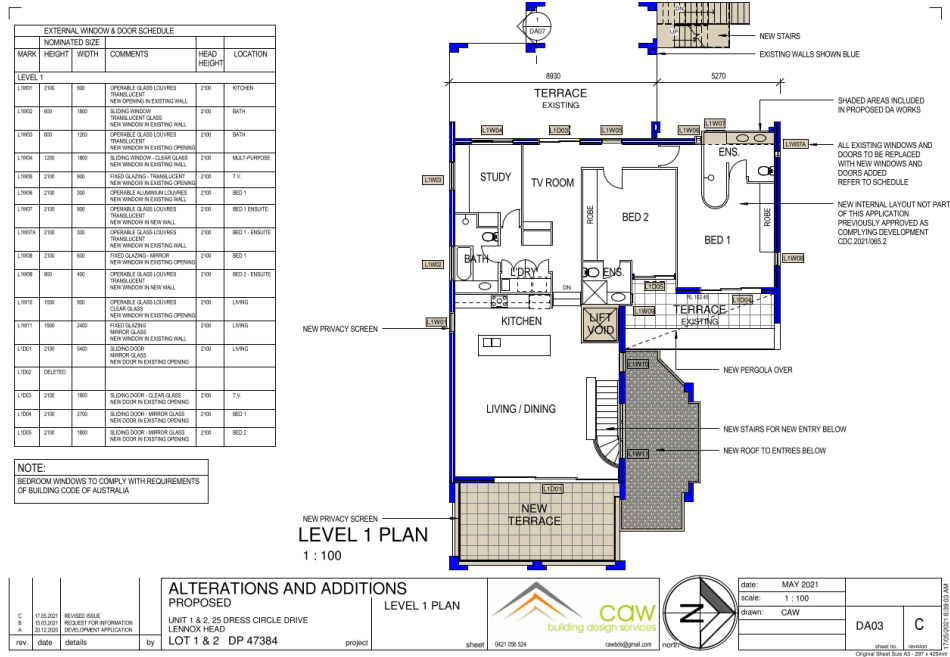 EXTERNAL WINDOW & DOOR SCHEDULE
NOMINATED SIZE
MARK HEIGHT WIDTH COMMENTS HEAD HEIGHT LOCATION
LEVEL 1
L1W01 2100 900 OPERABLE GLASS LOUVRES 2100 KITCHEN
TRANSLUCENT
NEW OPENING IN EXISTING WALL
L1W02 600 1800 SLIDING WINDOW 2100 BATH
TRANSLUCENT GLASS
NEW WINDOW IN EXISTING WALL
L1W03 600 1200 OPERABLE GLASS LOUVRES 2100 BATH
TRANSLUCENT
NEW WINDOW IN EXISTING OPENING
L1W04 1200 1800 SLIDING WINDOW - CLEAR GLASS 2100 MULT-PURPOSE
NEW WINDOW IN EXISTING WALL
L1W05 2100 900 FIXED GLAZING - TRANSLUCENT 2100 T.V.
NEW WINDOW IN EXISTING OPENING
L1W06 2100 300 OPERABLE ALUMINIUM LOUVRES 2100 BED 1
NEW WINDOW IN EXISTING WALL
L1W07 2100 900 OPERABLE GLASS LOUVRES 2100 BED 1 ENSUITE
TRANSLUCENT
NEW WINDOW IN NEW WALL
L1W07A 2100 300 OPERABLE GLASS LOUVRES 2100 BED 1 - ENSUITE
TRANSLUCENT
NEW WINDOW IN EXISTING WALL
L1W08 2100 600 FIXED GLAZING - MIRROR 2100 BED 1
NEW WINDOW IN EXISTING WALL
L1W09 900 400 OPERABLE GLASS LOUVRES 2100 BED 2 - ENSUITE
TRANSLUCENT
NEW WINDOW IN NEW WALL
L1W10 1500 900 OPERABLE GLASS LOUVRES 2100 LIVING
CLEAR GLASS
NEW WINDOW IN EXISTING OPENING
L1W11 1500 2400 FIXED GLAZING 2100 LIVING
MIRROR GLASS
NEW WINDOW IN EXISTING WALL
L1D01 2100 5400 SLIDING DOOR 2100 LIVING
MIRROR GLASS
NEW DOOR IN EXISTING OPENING
L1D02 DELETED
L1D03 2100 1800 SLIDING DOOR - CLEAR GLASS 2100 T.V.
NEW DOOR IN EXISTING OPENING
L1D04 2100 2700 SLIDING DOOR - MIRROR GLASS 2100 BED 1
NEW DOOR IN EXISTING OPENING
L1D05 2100 1800 SLIDING DOOR - MIRROR GLASS 2100 BED 2
NEW DOOR IN EXISTING OPENING
NOTE:
BEDROOM WINDOWS TO COMPLY WITH REQUIREMENTS
OF BUILDING CODE OF AUSTRALIA
1
DA07
DN
UP
NEW STAIRS
EXISTING WALLS SHOWN BLUE
8930 5270
TERRACE
EXISTING
SHADED AREAS INCLUDED
IN PROPOSED DA WORKS
L1W04 L1D03 L1W05 L1W06 L1W07
L1W07A
ALL EXISTING WINDOWS AND
DOORS TO BE REPLACED
WITH NEW WINDOWS AND
DOORS ADDED
REFER TO SCHEDULE
ENS.
L1W03
STUDY
TV ROOM
NEW INTERNAL LAYOUT NOT PART
OF THIS APPLICATION
PREVIOUSLY APPROVED AS
COMPLYING DEVELOPMENT
CDC 2021/065.2
ROBE
BED 2
ROBE
BED 1
L1W02
BATH
L'DRY
ENS.
L1W08
DN
L1D05
RL 102.45
L1D04
L1W09
TERRACE
EXISTING
L1W01
NEW PRIVACY SCREEN
KITCHEN
LIFT
VOID
L1W10
NEW PERGOLA OVER
LIVING / DINING
NEW STAIRS FOR NEW ENTRY BELOW
L1W11
NEW ROOF TO ENTRIES BELOW
L1D01
NEW
TERRACE
NEW PRIVACY SCREEN
LEVEL 1 PLAN
1 : 100
C 17.05.2021 REVISED ISSUE
B 15.03.2021 REQUEST FOR INFORMATION
A 20.12.2020 DEVELOPMENT APPLICATION
rev. date details by
ALTERATIONS AND ADDITIONS
PROPOSED
UNIT 1 & 2, 25 DRESS CIRCLE DRIVE
LENNOX HEAD
LOT 1 & 2 DP 47384
project
LEVEL 1 PLAN
sheet
caw
building design services
0421 056 524
cawbds@gmail.com
N
north
date: MAY 2021
scale: 1 : 100
drawn: CAW
DA03
C
sheet no. revision
Original Sheet Size A3 - 297 x 420mm
17/05/2021 8:39:03 AM